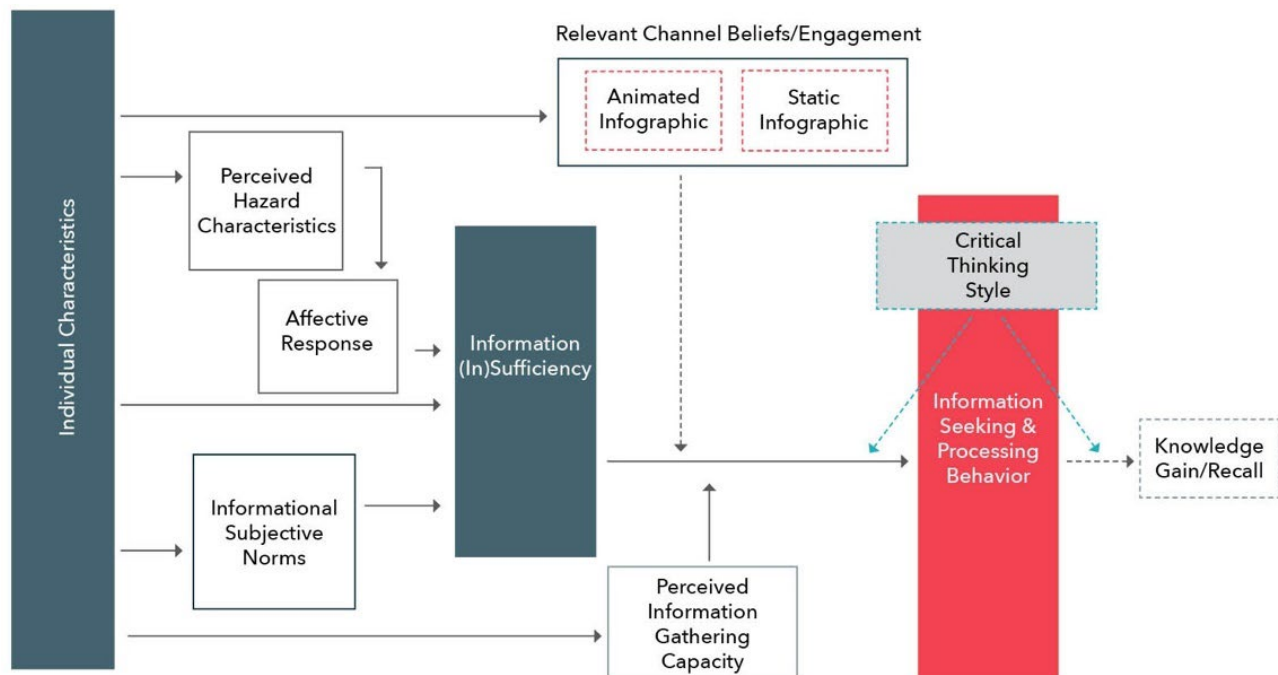 Relevant Channel Beliefs/Engagement
Animated
Infographic
Static
Infographic
Individual Characteristics
Perceived
Hazard
Characteristics
Affective
Response
Information
(In)Sufficiency
Critical
Thinking
Style
Information
Seeking &
Processing
Behavior
Knowledge
Gain/Recall
Informational
Subjective
Norms
Perceived
Information
Gathering
Capacity